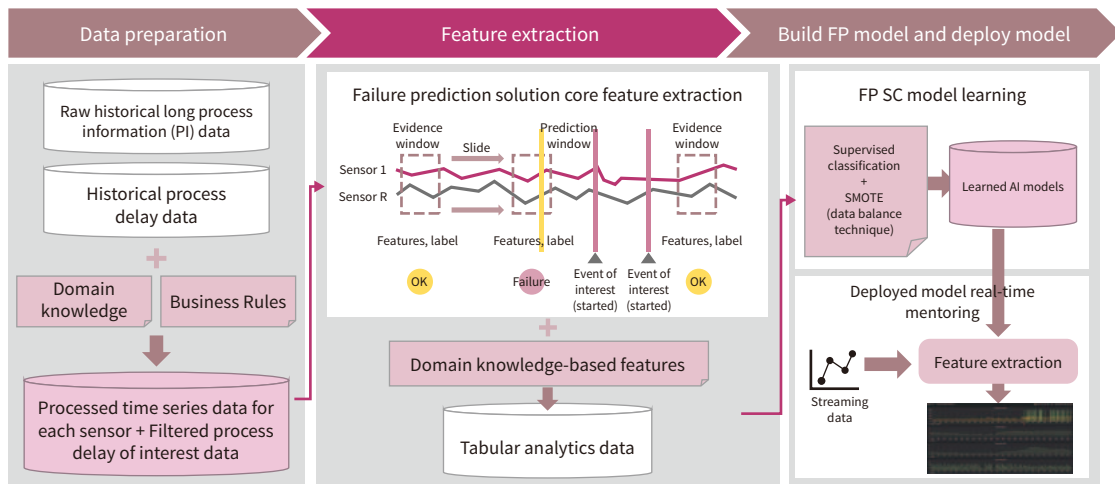 Data preparation
Feature extraction
Build FP model and deploy model
Raw historical long process
information (PI) data
Historical process
delay data
Domain
knowledge
Business Rules
Processed time series data for
each sensor + Filtered process
delay of interest data
Failure prediction solution core feature extraction
Evidence
window
Slide
Prediction
window
Evidence
window
Sensor 1
Sensor R
Features, label
Features, label
Features, label
OK
Failure
Event of
interest
(started)
Event of
interest
(started)
OK
Domain knowledge-based features
Tabular analytics data
FP SC model learning
Supervised
classification
+
SMOTE
(data balance
technique)
Learned AI models
Deployed model real-time
mentoring
Streaming
data
Feature extraction